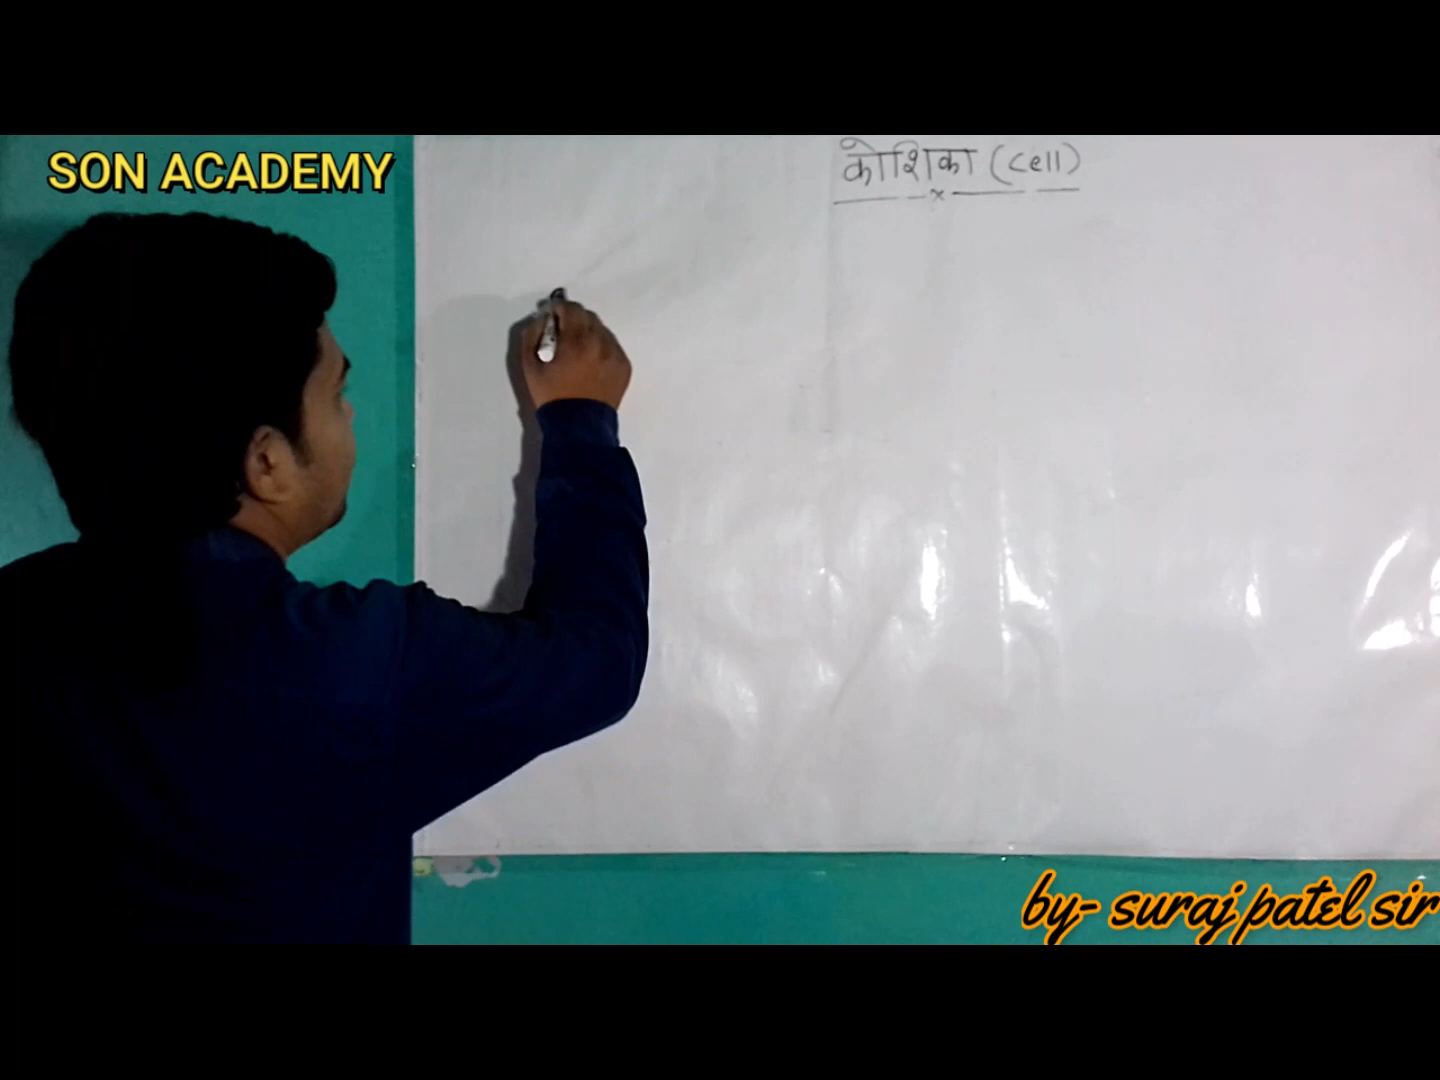 SON ACADEMY
कोशिका (cell)
by- suraj patel sir